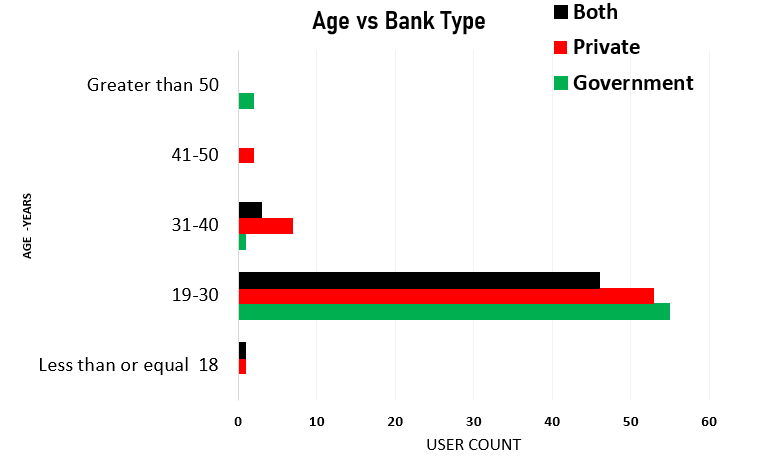 Age vs Bank Type
Both
Private
Government
Greater than 50
41-50
31-40
19-30
Less than or equal 18
AGE -YEARS
0 10 20 30 40 50 60
USER COUNT